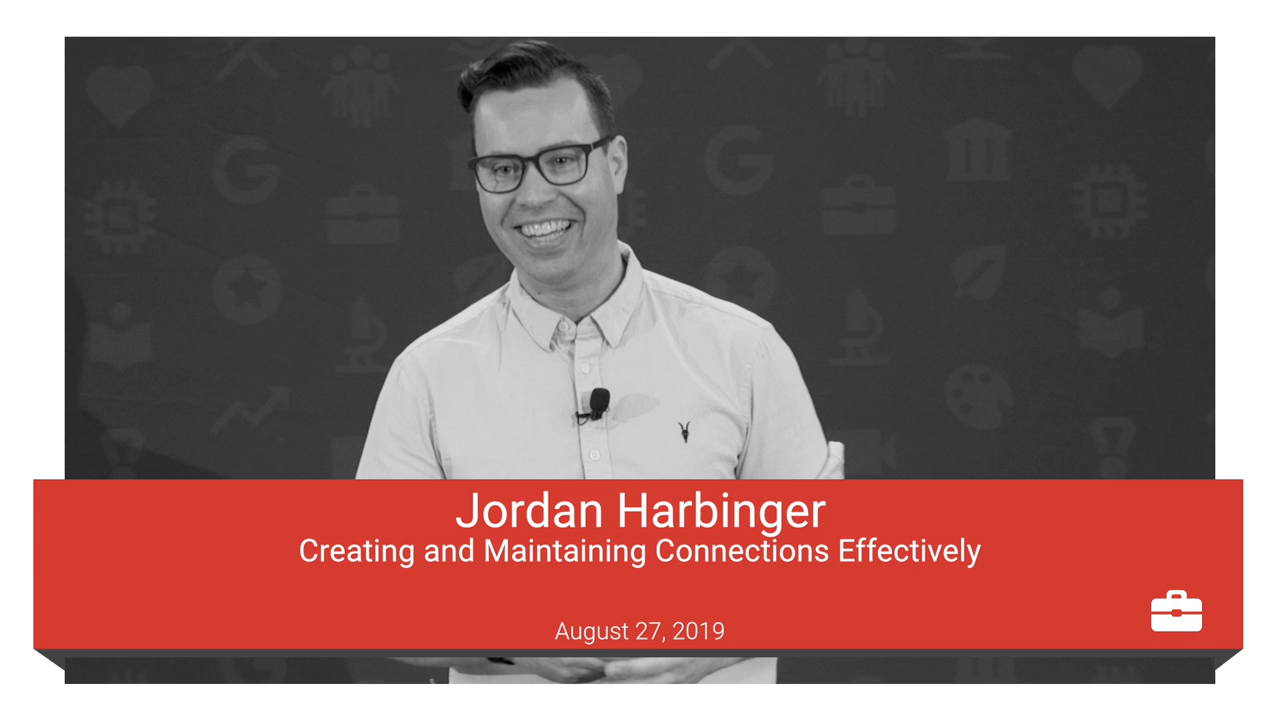 Jordan Harbinger
Creating and Maintaining Connections Effectively
August 27, 2019